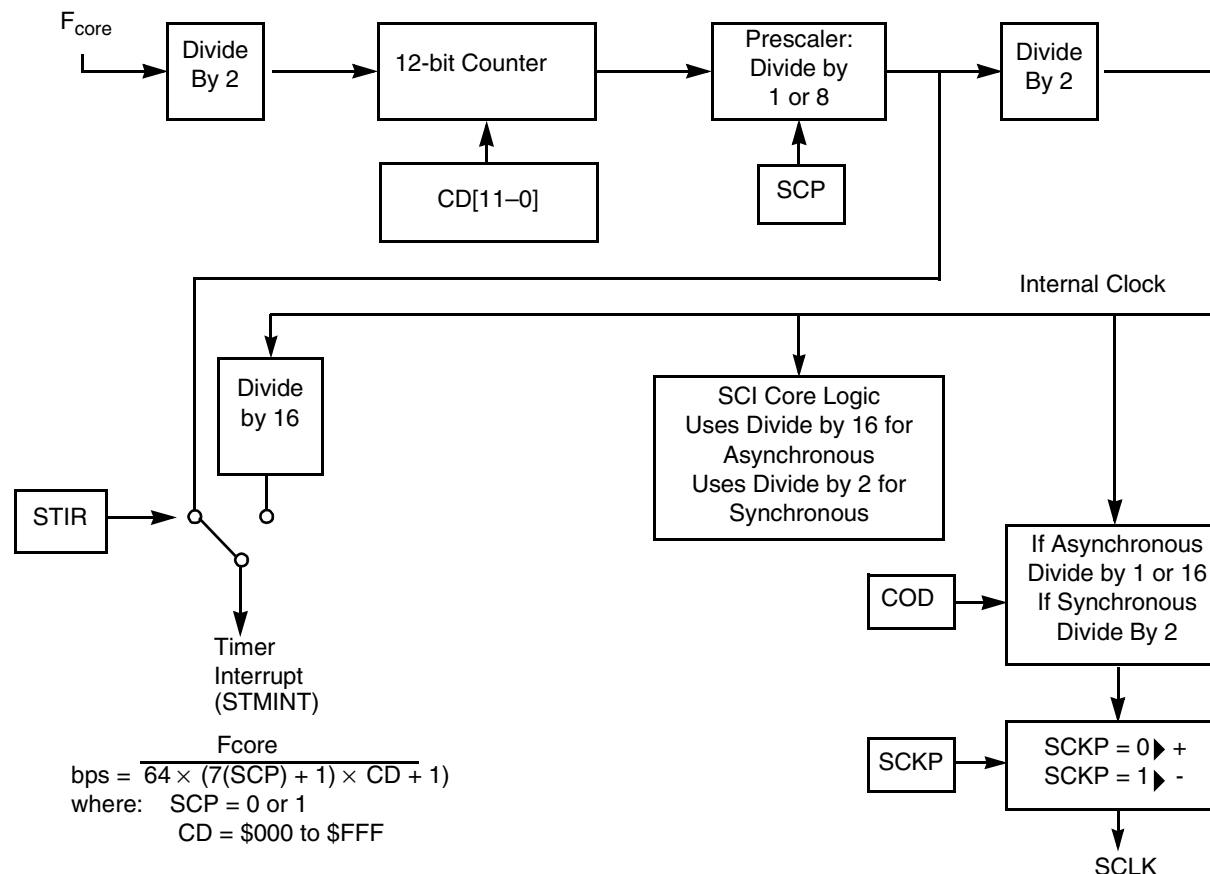 F_core
Divide
By 2
12-bit Counter
Prescaler:
Divide by
1 or 8
Divide
By 2
CD[11–0]
SCP
Internal Clock
Divide
by 16
SCI Core Logic
Uses Divide by 16 for
Asynchronous
Uses Divide by 2 for
Synchronous
STIR
If Asynchronous
Divide by 1 or 16
If Synchronous
Divide By 2
COD
Timer
Interrupt
(STMINT)
SCKP
SCKP = 0 +
SCKP = 1 -
Fcore
bps = 64 × (7(SCP) + 1) × CD + 1)
where: SCP = 0 or 1
CD = $000 to $FFF
SCLK